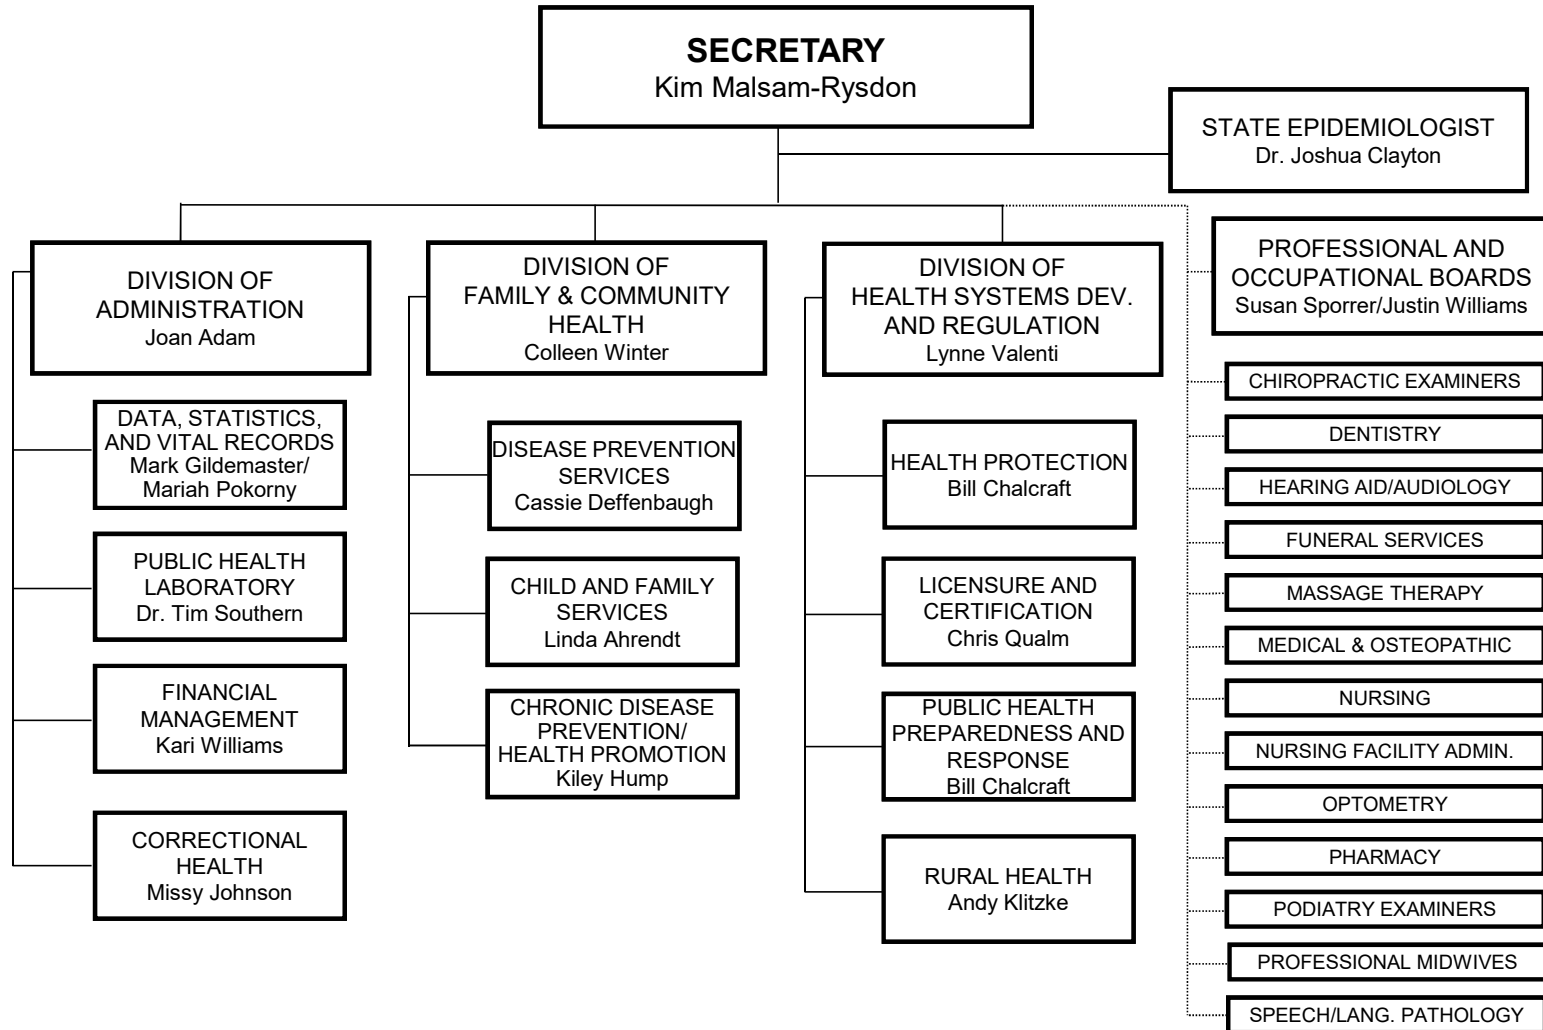 SECRETARY
Kim Malsam-Rysdon
STATE EPIDEMIOLOGIST
Dr. Joshua Clayton
DIVISION OF
ADMINISTRATION
Joan Adam
DATA, STATISTICS,
AND VITAL RECORDS
Mark Gildemaster/
Mariah Pokorny
PUBLIC HEALTH
LABORATORY
Dr. Tim Southern
FINANCIAL
MANAGEMENT
Kari Williams
CORRECTIONAL
HEALTH
Missy Johnson
DIVISION OF
FAMILY & COMMUNITY
HEALTH
Colleen Winter
DISEASE PREVENTION
SERVICES
Cassie Deffenbaugh
CHILD AND FAMILY
SERVICES
Linda Ahrendt
CHRONIC DISEASE
PREVENTION/
HEALTH PROMOTION
Kiley Hump
DIVISION OF
HEALTH SYSTEMS DEV.
AND REGULATION
Lynne Valenti
HEALTH PROTECTION
Bill Chalcraft
LICENSURE AND
CERTIFICATION
Chris Qualm
PUBLIC HEALTH
PREPAREDNESS AND
RESPONSE
Bill Chalcraft
RURAL HEALTH
Andy Klitzke
PROFESSIONAL AND
OCCUPATIONAL BOARDS
Susan Sporrer/Justin Williams
CHIROPRACTIC EXAMINERS
DENTISTRY
HEARING AID/AUDIOLOGY
FUNERAL SERVICES
MASSAGE THERAPY
MEDICAL & OSTEOPATHIC
NURSING
NURSING FACILITY ADMIN.
OPTOMETRY
PHARMACY
PODIATRY EXAMINERS
PROFESSIONAL MIDWIVES
SPEECH/LANG. PATHOLOGY